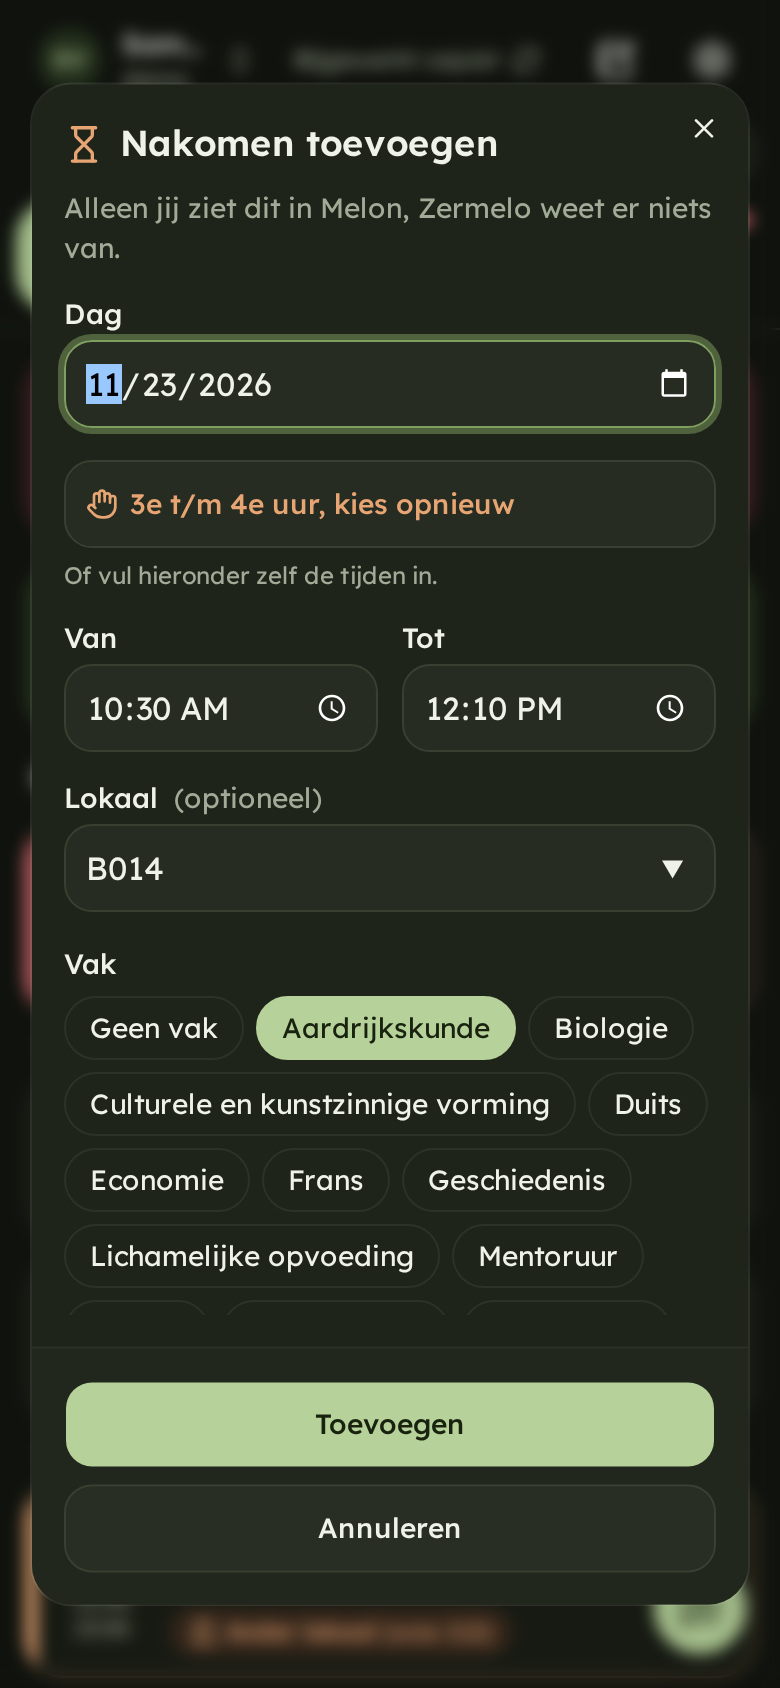 Nakomen toevoegen
Alleen jij ziet dit in Melon, Zermelo weet er niets
van.
Dag
11/23/2026
3e t/m 4e uur, kies opnieuw
Of vul hieronder zelf de tijden in.
Van
Tot
10:30 AM
12:10 PM
Lokaal (optioneel)
B014
Vak
Geen vak
Aardrijkskunde
Biologie
Culturele en kunstzinnige vorming
Duits
Economie
Frans
Geschiedenis
Lichamelijke opvoeding
Mentoruur
Toevoegen
Annuleren